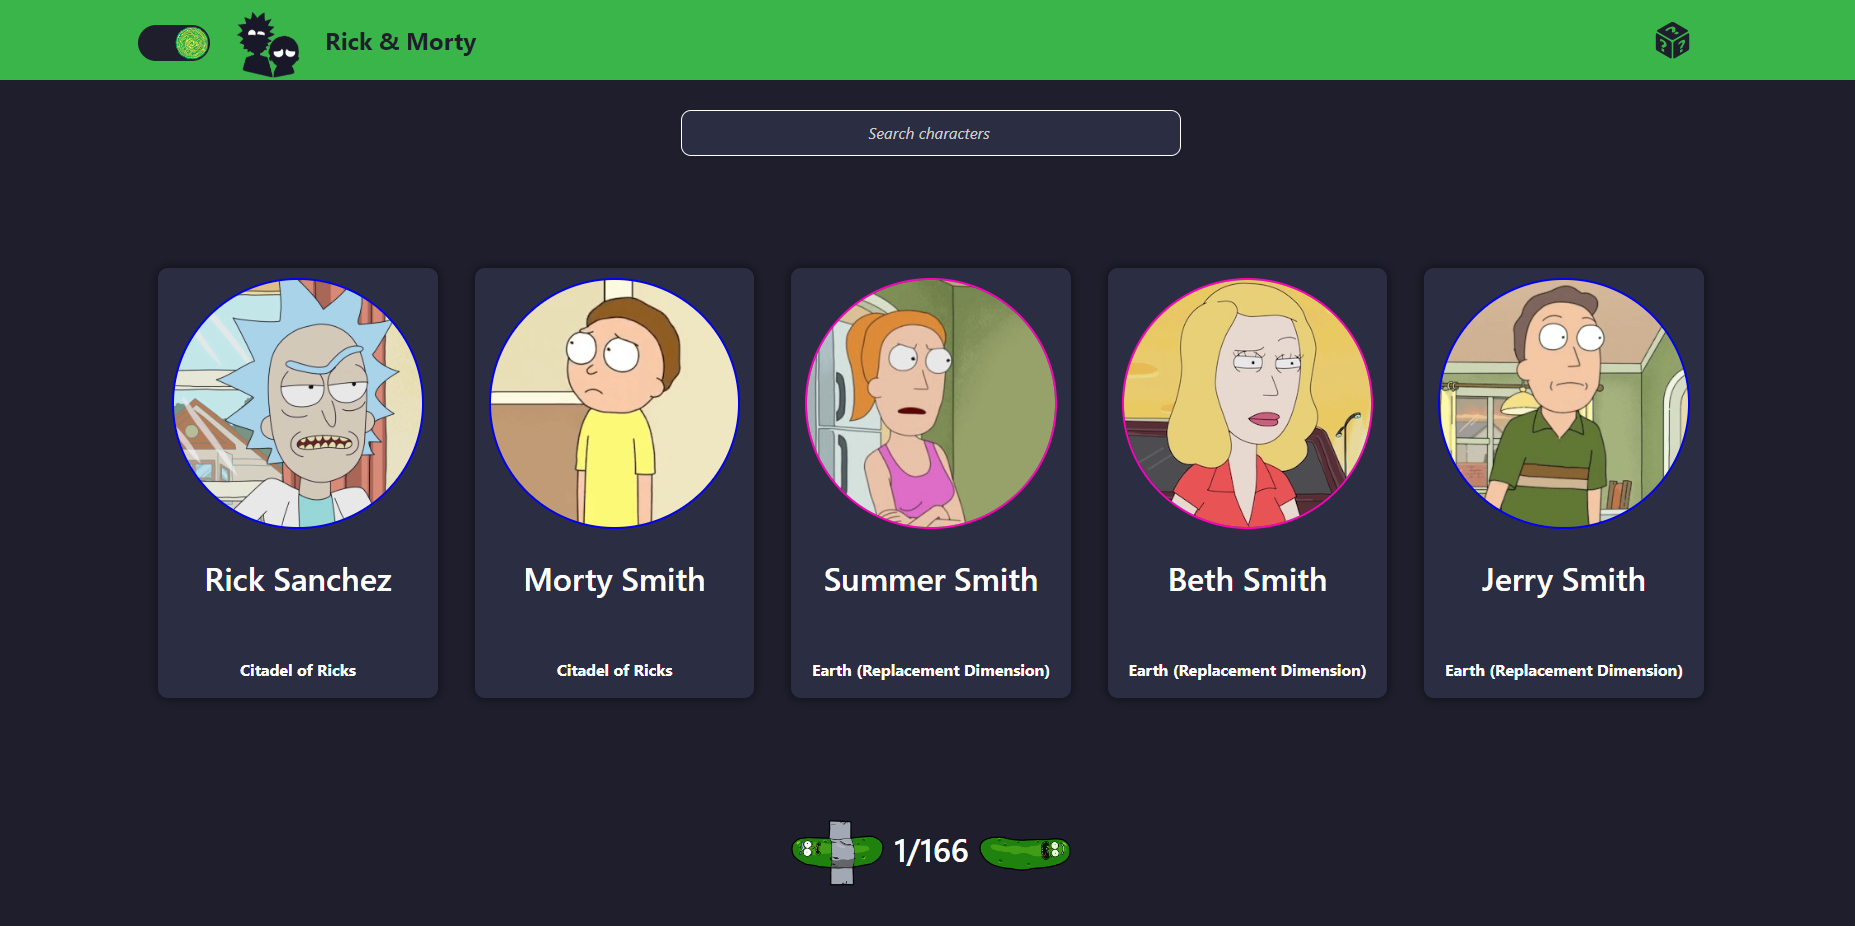 Rick & Morty
Search characters
Rick Sanchez
Citadel of Ricks
Morty Smith
Citadel of Ricks
Summer Smith
Earth (Replacement Dimension)
Beth Smith
Earth (Replacement Dimension)
Jerry Smith
Earth (Replacement Dimension)
1/166